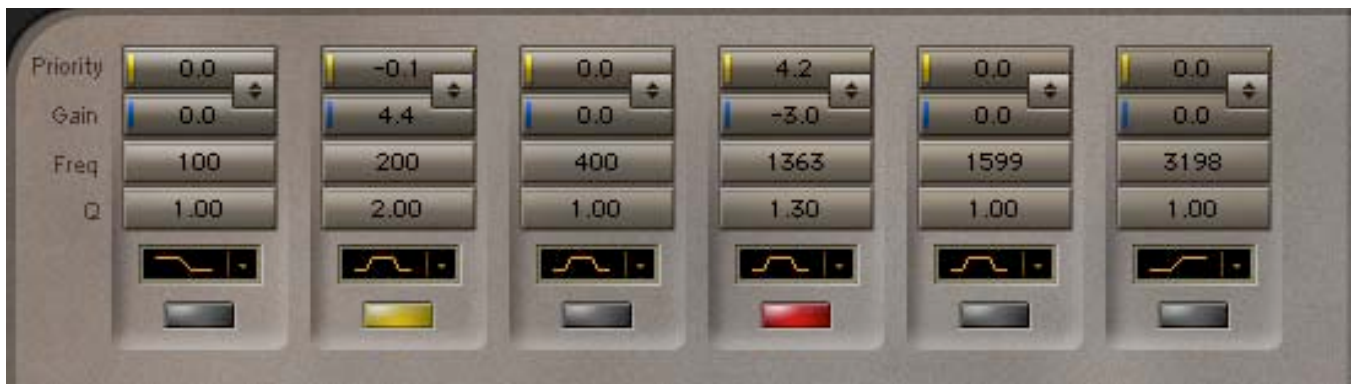 Priority 0.0 -0.1 0.0 4.2 0.0 0.0
Gain 0.0 4.4 0.0 -3.0 0.0 0.0
Freq 100 200 400 1363 1599 3198
Q 1.00 2.00 1.00 1.30 1.00 1.00